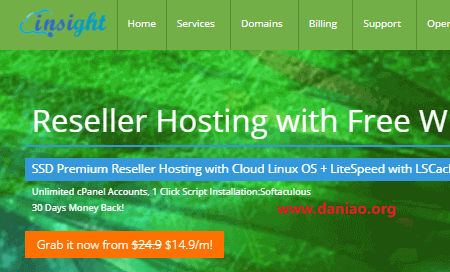 insight
Home Services Domains Billing Support Open
Reseller Hosting with Free W
SSD Premium Reseller Hosting with Cloud Linux OS + LiteSpeed with LSCac
Unlimited cPanel Accounts, 1 Click Script Installation:Softaculous
30 Days Money Back!
www.daniao.org
Grab it now from $24.9 $14.9/m!